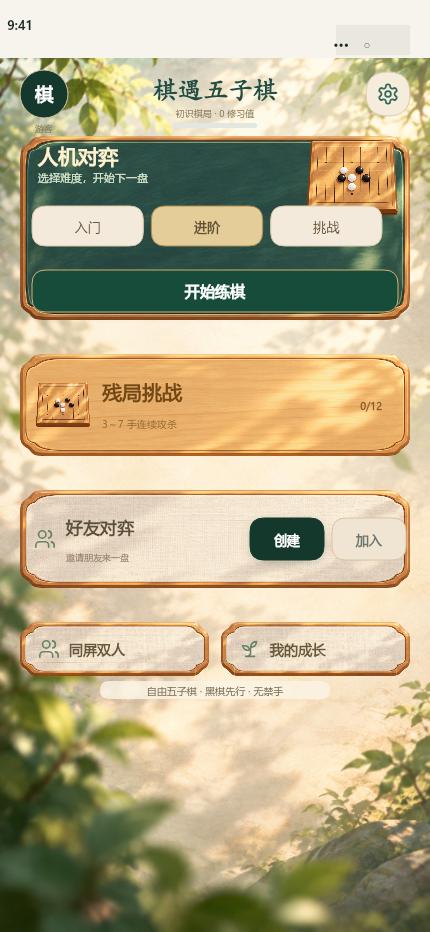 9:41
棋
棋遇五子棋
初识棋局 · 0 修习值
游客
人机对弈
选择难度，开始下一盘
入门
进阶
挑战
开始练棋
残局挑战
3~7 手连续攻杀
0/12
好友对弈
邀请朋友来一盘
创建
加入
同屏双人
我的成长
自由五子棋 · 黑棋先行 · 无禁手